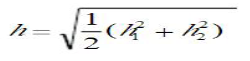 h = √(1/2 (h₁² + h₂²))